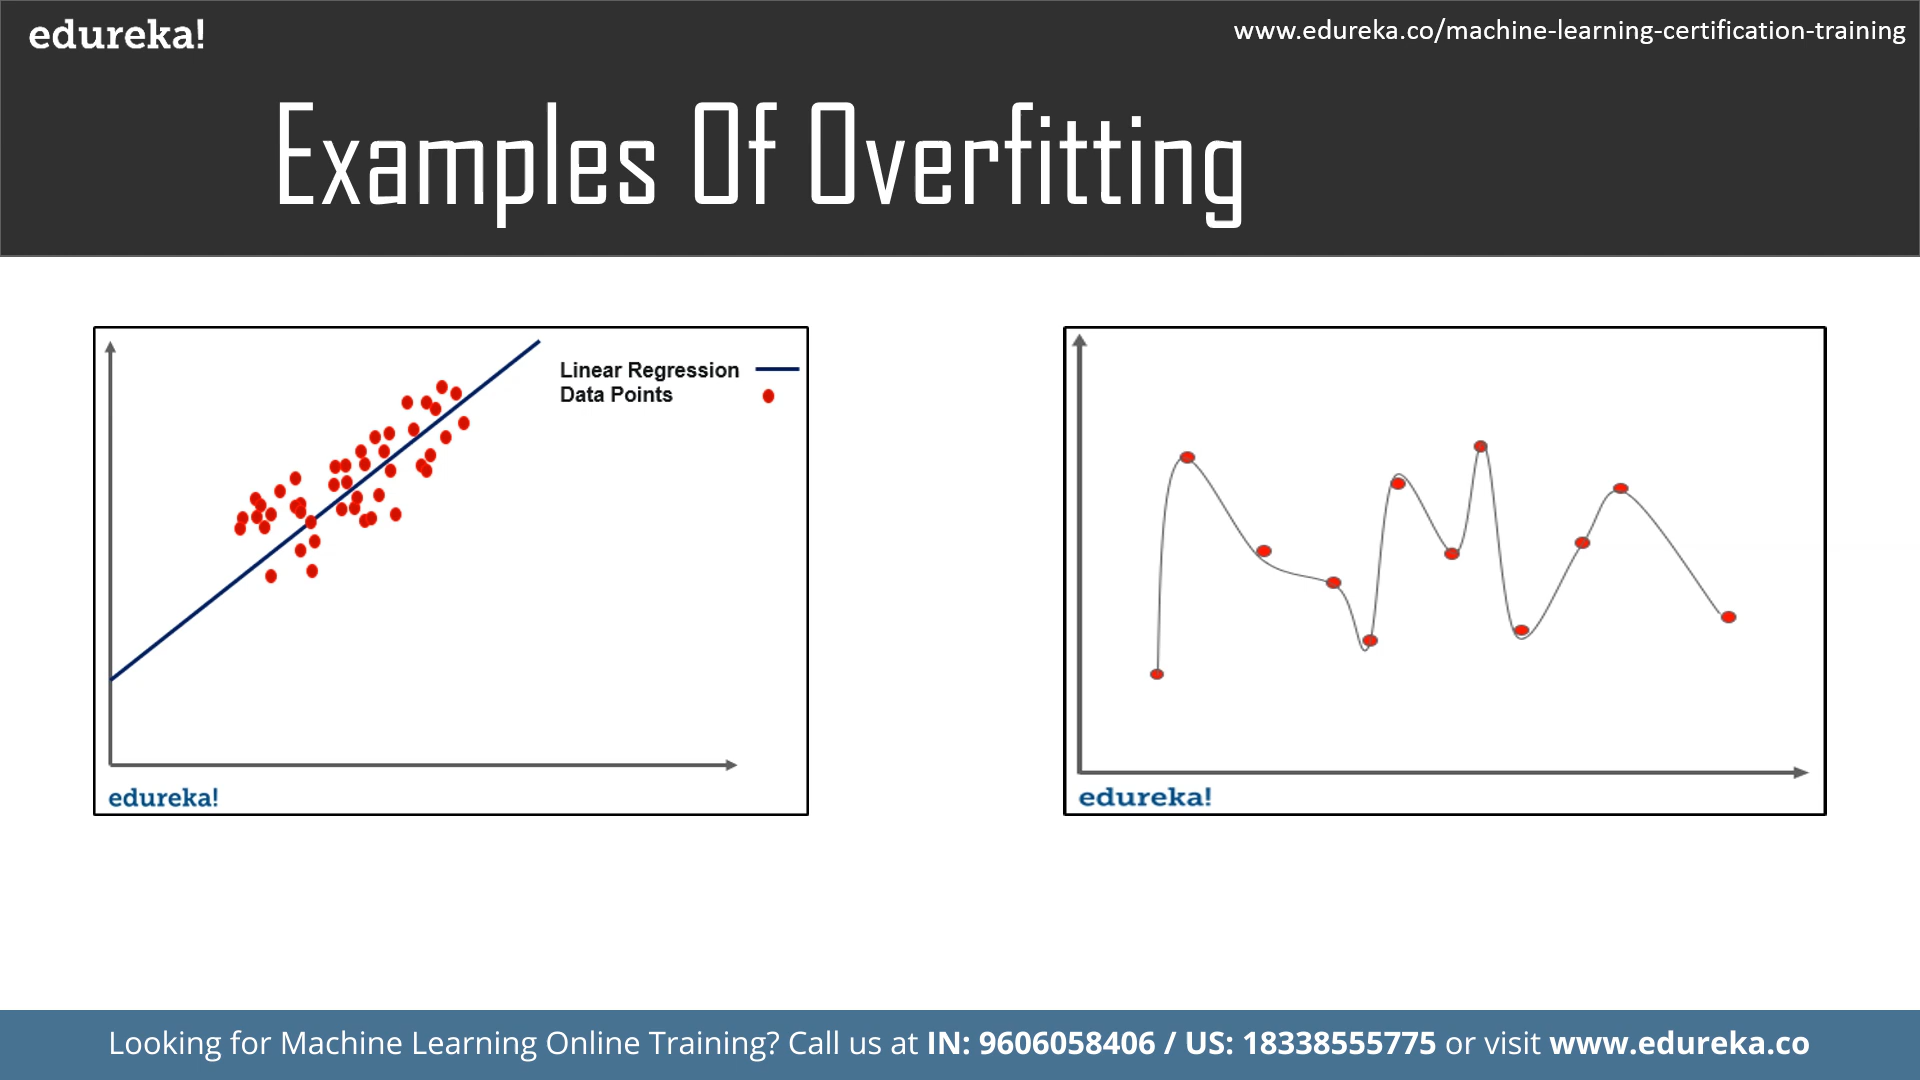 edureka!
www.edureka.co/machine-learning-certification-training
Examples Of Overfitting
Linear Regression
Data Points
edureka!
edureka!
Looking for Machine Learning Online Training? Call us at IN: 9606058406 / US: 18338555775 or visit www.edureka.co